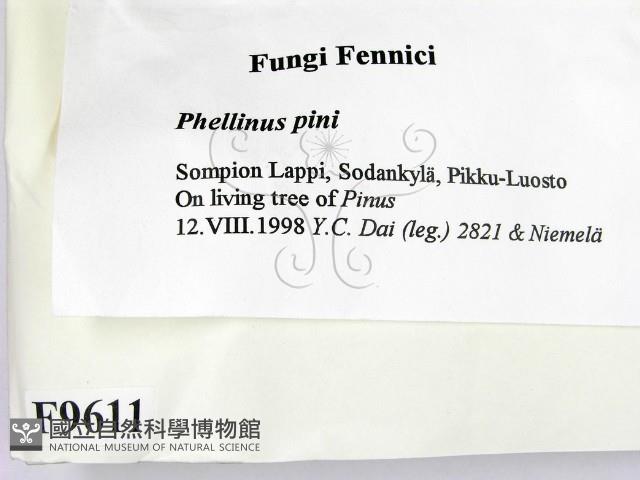 Fungi Fennici
Phellinus pini
Sompion Lappi, Sodankylä, Pikku-Luosto
On living tree of Pinus
12.VIII.1998 Y.C. Dai (leg.) 2821 & Niemelä
F9611
國立自然科學博物館
NATIONAL MUSEUM OF NATURAL SCIENCE